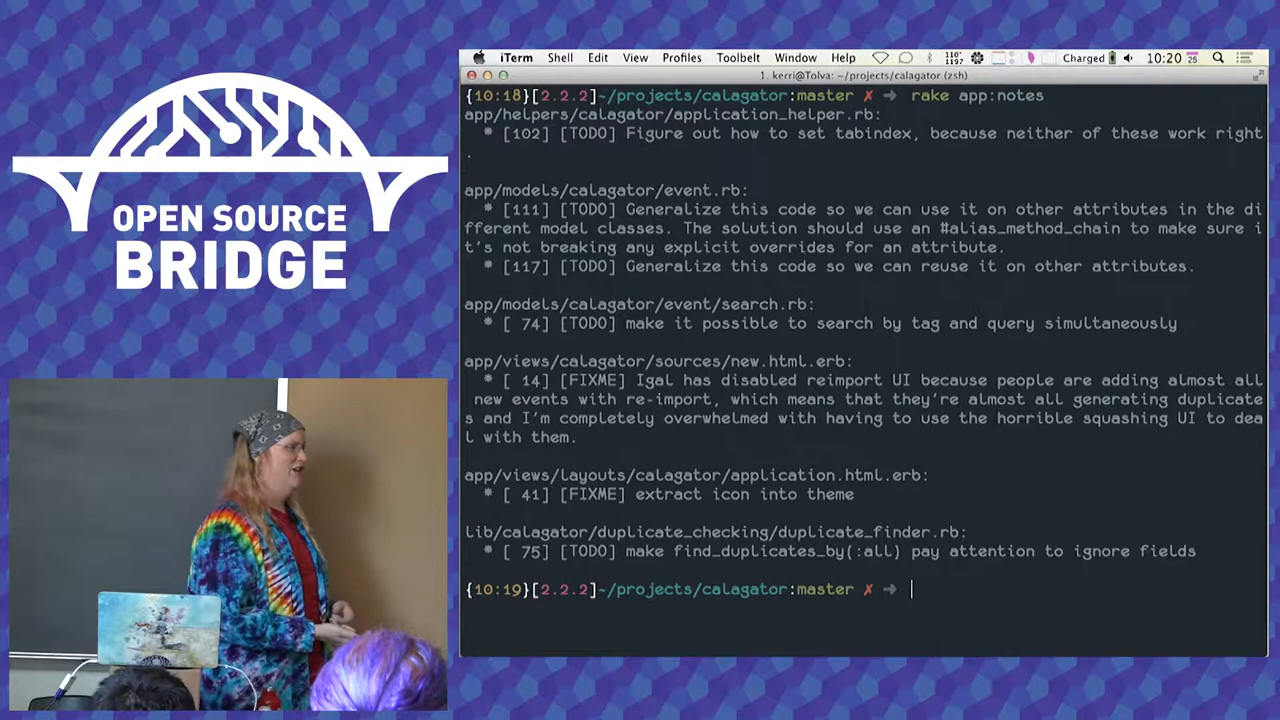 OPEN SOURCE
BRIDGE
iTerm Shell Edit View Profiles Toolbelt Window Help 110° 1197 Charged 10:20 25
1. kerri@Tolva: ~/projects/calagator (zsh)
{10:18}[2.2.2]~/projects/calagator:master ✗ ➜ rake app:notes
app/helpers/calagator/application_helper.rb:
* [102] [TODO] Figure out how to set tabindex, because neither of these work right
.
app/models/calagator/event.rb:
* [111] [TODO] Generalize this code so we can use it on other attributes in the di
fferent model classes. The solution should use an #alias_method_chain to make sure i
t's not breaking any explicit overrides for an attribute.
* [117] [TODO] Generalize this code so we can reuse it on other attributes.
app/models/calagator/event/search.rb:
* [ 74] [TODO] make it possible to search by tag and query simultaneously
app/views/calagator/sources/new.html.erb:
* [ 14] [FIXME] Igal has disabled reimport UI because people are adding almost all
new events with re-import, which means that they're almost all generating duplicate
s and I'm completely overwhelmed with having to use the horrible squashing UI to dea
l with them.
app/views/layouts/calagator/application.html.erb:
* [ 41] [FIXME] extract icon into theme
lib/calagator/duplicate_checking/duplicate_finder.rb:
* [ 75] [TODO] make find_duplicates_by(:all) pay attention to ignore fields
{10:19}[2.2.2]~/projects/calagator:master ✗ ➜